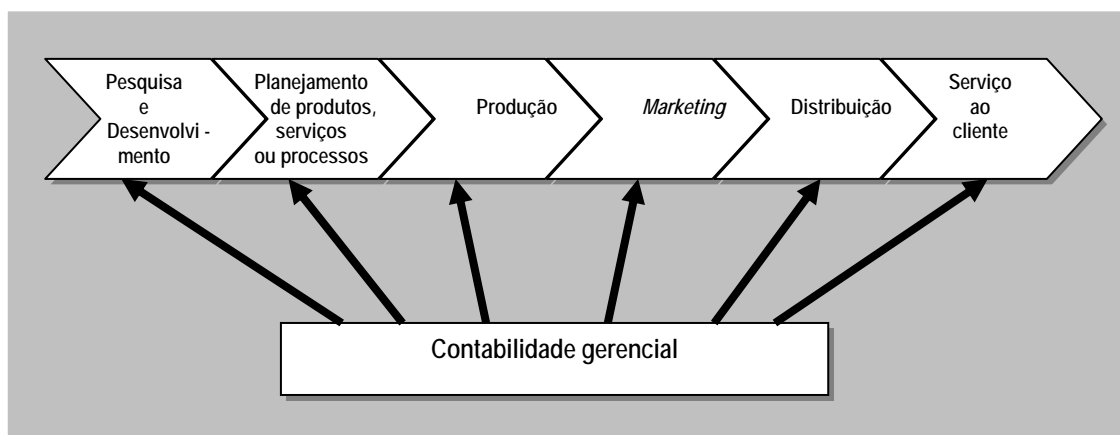 Pesquisa
e
Desenvolvi -
mento
Planejamento
de produtos,
serviços
ou processos
Produção
Marketing
Distribuição
Serviço
ao
cliente
Contabilidade gerencial